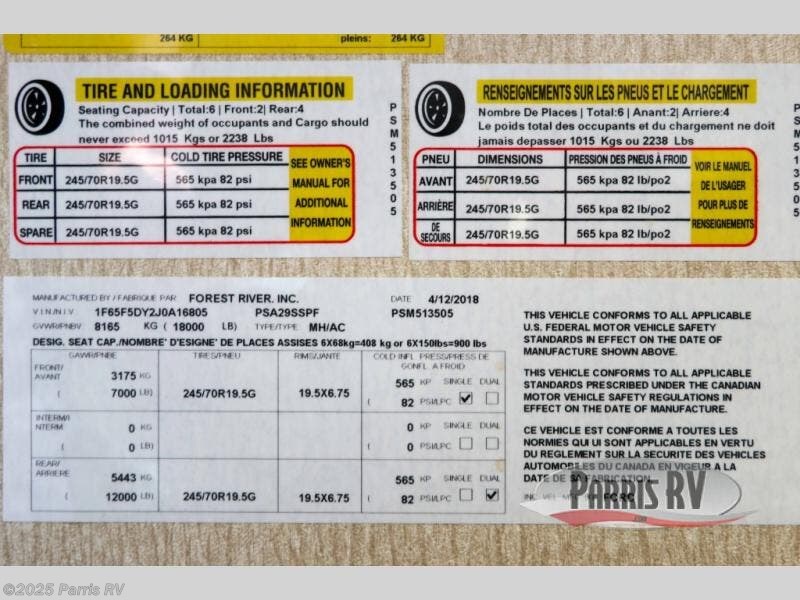 264 KG
pleins: 264 KG
TIRE AND LOADING INFORMATION
Seating Capacity | Total:6 | Front:2| Rear:4
The combined weight of occupants and Cargo should
never exceed 1015 Kgs or 2238 Lbs
TIRE SIZE COLD TIRE PRESSURE
FRONT 245/70R19.5G 565 kpa 82 psi
REAR 245/70R19.5G 565 kpa 82 psi
SPARE 245/70R19.5G 565 kpa 82 psi
SEE OWNER'S
MANUAL FOR
ADDITIONAL
INFORMATION
PSM513505
RENSEIGNEMENTS SUR LES PNEUS ET LE CHARGEMENT
Nombre De Places | Total:6 | Anant:2| Arriere:4
Le poids total des occupants et du chargement ne doit
jamais depasser 1015 Kgs ou 2238 Lbs
PNEU DIMENSIONS PRESSION DES PNEUS À FROID
AVANT 245/70R19.5G 565 kpa 82 lb/po2
ARRIÈRE 245/70R19.5G 565 kpa 82 lb/po2
DE SECOURS 245/70R19.5G 565 kpa 82 lb/po2
VOIR LE MANUEL
DE L'USAGER
POUR PLUS DE
RENSEIGNEMENTS
PSM513505
MANUFACTURED BY / FABRIQUE PAR FOREST RIVER, INC. DATE 4/12/2018
V.I.N./N.I.V 1F65F5DY2J0A16805 PSA29SSPF PSM513505
GVWR/PNBV 8165 KG ( 18000 LB) TYPE/TYPE MH/AC
DESIG. SEAT CAP./NOMBRE' D'ESIGNE' DE PLACES ASSISES 6X68kg=408 kg or 6X150lbs=900 lbs
GAWR/PNBE TIRES/PNEU RIMS/JANTE COLD INFL. PRESS/PRESS DE
GONFL. A FROID
FRONT/
AVANT 3175 KG 565 KP SINGLE DUAL
( 7000 LB) 245/70R19.5G 19.5X6.75 ( 82 PSI/LPC
INTERM/I
NTERM 0 KG 0 KP SINGLE DUAL
( 0 LB) ( 0 PSI/LPC
REAR/
ARRIERE 5443 KG 565 KP SINGLE DUAL
( 12000 LB) 245/70R19.5G 19.5X6.75 ( 82 PSI/LPC
THIS VEHICLE CONFORMS TO ALL APPLICABLE
U.S. FEDERAL MOTOR VEHICLE SAFETY
STANDARDS IN EFFECT ON THE DATE OF
MANUFACTURE SHOWN ABOVE.
THIS VEHICLE CONFORMS TO ALL APPLICABLE
STANDARDS PRESCRIBED UNDER THE CANADIAN
MOTOR VEHICLE SAFETY REGULATIONS IN
EFFECT ON THE DATE OF MANUFACTURE.
CE VEHICLE EST CONFORME A TOUTES LES
NORMIES QUI UI SONT APPLICABLES EN VERTU
DU REGLEMENT SUR LA SECURITE DES VEHICLES
AUTOMOBILES DU CANADA EN VIGEUR A LA
DATE DE SA FABRICATION.
PARRIS RV
©2025 Parris RV